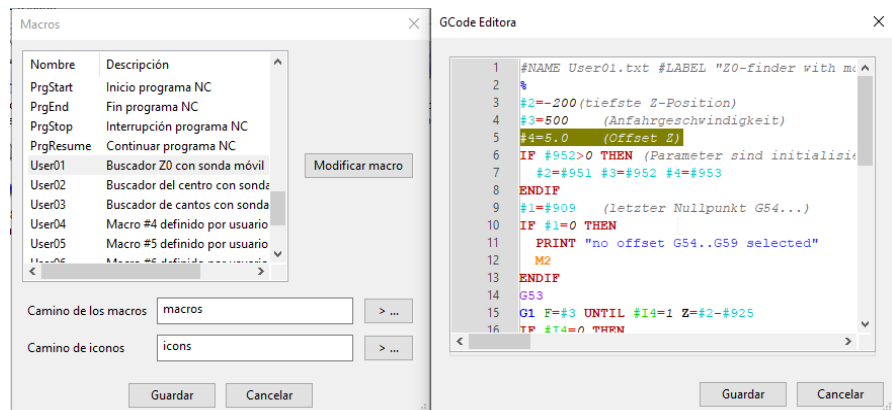 Macros
Nombre Descripción
PrgStart Inicio programa NC
PrgEnd Fin programa NC
PrgStop Interrupción programa NC
PrgResume Continuar programa NC
User01 Buscador Z0 con sonda móvil
User02 Buscador del centro con sonda
User03 Buscador de cantos con sonda
User04 Macro #4 definido por usuario
User05 Macro #5 definido por usuario
Modificar macro
Camino de los macros macros > ...
Camino de iconos icons > ...
Guardar Cancelar
GCode Editora
1 #NAME User01.txt #LABEL "Z0-finder with
2 %
3 #2=-200(tiefste Z-Position)
4 #3=500 (Anfahrgeschwindigkeit)
5 #4=5.0 (Offset Z)
6 IF #952>0 THEN (Parameter sind
7 #2=#951 #3=#952 #4=#953
8 ENDIF
9 #1=#909 (letzter Nullpunkt G54...)
10 IF #1=0 THEN
11 PRINT "no offset G54..G59 selected"
12 M2
13 ENDIF
14 G53
15 G1 F=#3 UNTIL #I4=1 Z=#2-#925
16 IF #I4=0 THEN
Guardar Cancelar